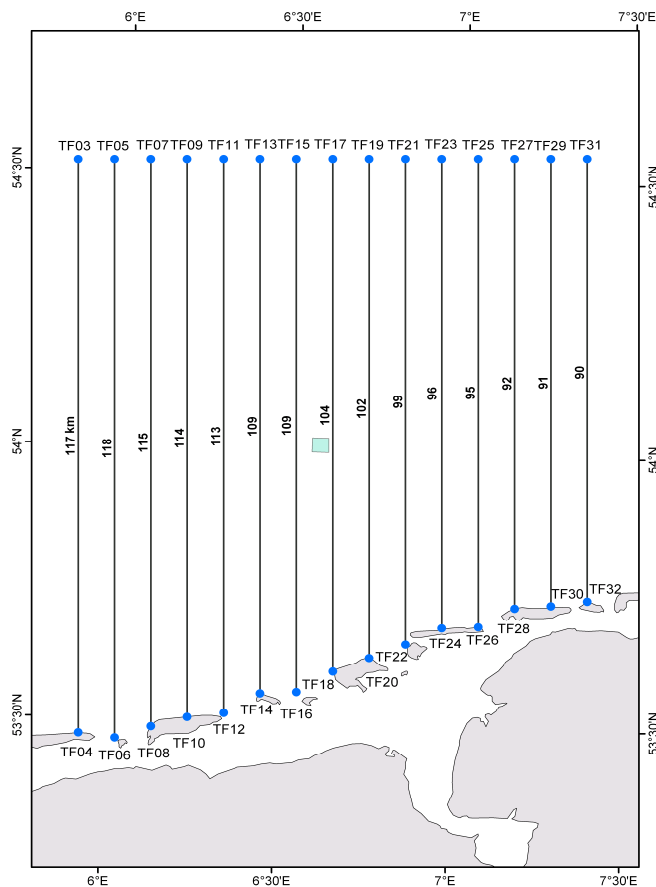 6°E 6°30'E 7°E 7°30'E
TF03 TF05 TF07 TF09 TF11 TF13 TF15 TF17 TF19 TF21 TF23 TF25 TF27 TF29 TF31
54°30'N 54°30'N
117 km 118 115 114 113 109 109 104 102 99 96 95 92 91 90
54°N 54°N
TF30 TF32
TF28
TF24 TF26
TF22
TF18 TF20
TF14 TF16
53°30'N 53°30'N
TF12
TF04 TF06 TF08 TF10
6°E 6°30'E 7°E 7°30'E